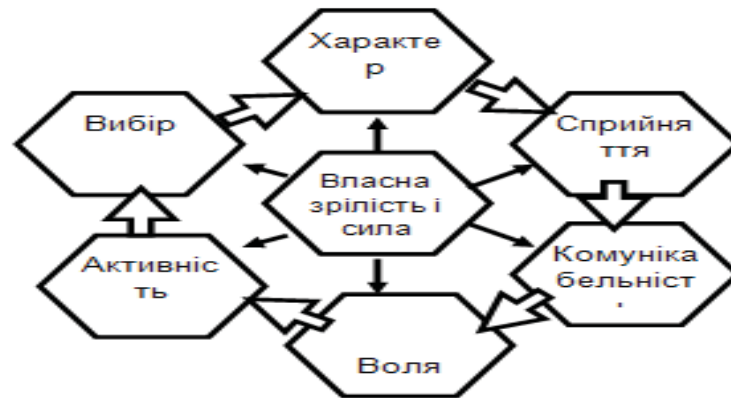 Характе
р
Вибір
Сприйня
ття
Власна
зрілість і
сила
Активніс
ть
Комуніка
бельніст
Воля